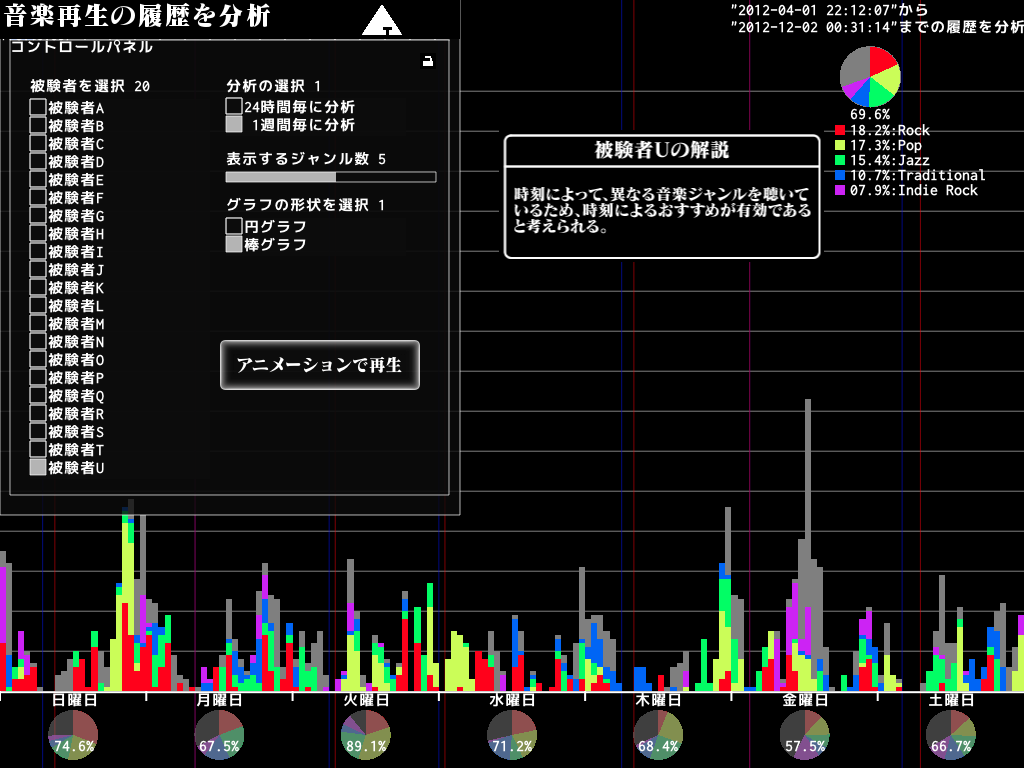 音楽再生の履歴を分析
"2012-04-01 22:12:07"から
"2012-12-02 00:31:14"までの履歴を分析
コントロールパネル
被験者を選択 20
被験者A
被験者B
被験者C
被験者D
被験者E
被験者F
被験者G
被験者H
被験者I
被験者J
被験者K
被験者L
被験者M
被験者N
被験者O
被験者P
被験者Q
被験者R
被験者S
被験者T
被験者U
分析の選択 1
24時間毎に分析
1週間毎に分析
表示するジャンル数 5
グラフの形状を選択 1
円グラフ
棒グラフ
アニメーションで再生
被験者Uの解説
時刻によって、異なる音楽ジャンルを聴いて
いるため、時刻によるおすすめが有効である
と考えられる。
69.6%
18.2%:Rock
17.3%:Pop
15.4%:Jazz
10.7%:Traditional
07.9%:Indie Rock
日曜日
月曜日
火曜日
水曜日
木曜日
金曜日
土曜日
74.6%
67.5%
89.1%
71.2%
68.4%
57.5%
66.7%